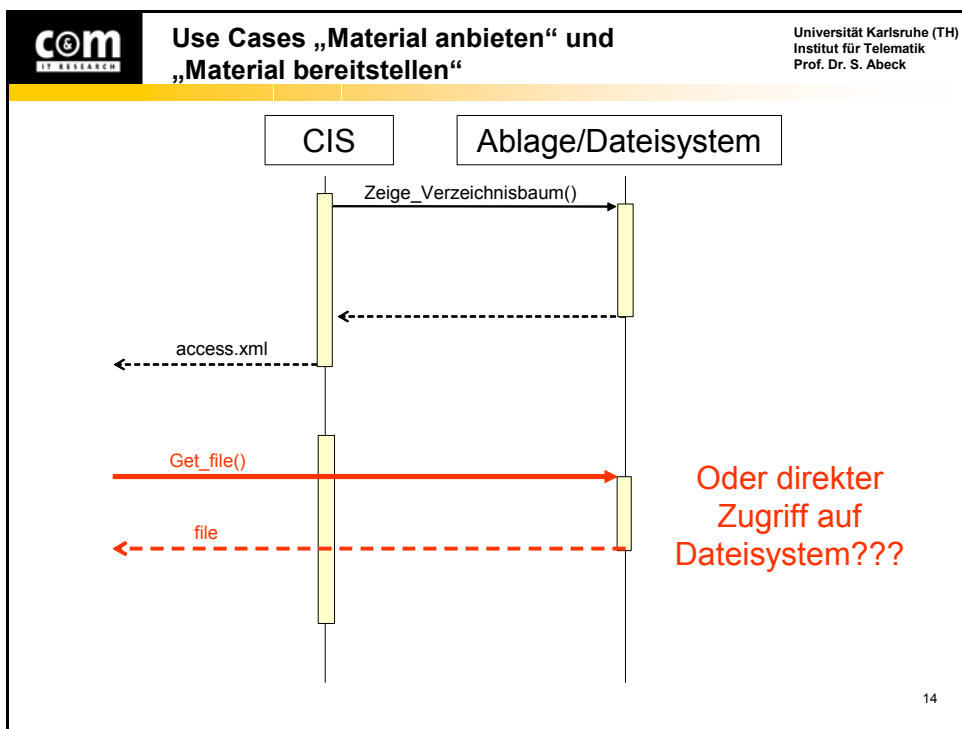 C&M
IT RESEARCH
Use Cases „Material anbieten“ und
„Material bereitstellen“
Universität Karlsruhe (TH)
Institut für Telematik
Prof. Dr. S. Abeck
CIS
Ablage/Dateisystem
Zeige_Verzeichnisbaum()
access.xml
Get_file()
file
Oder direkter
Zugriff auf
Dateisystem???
14